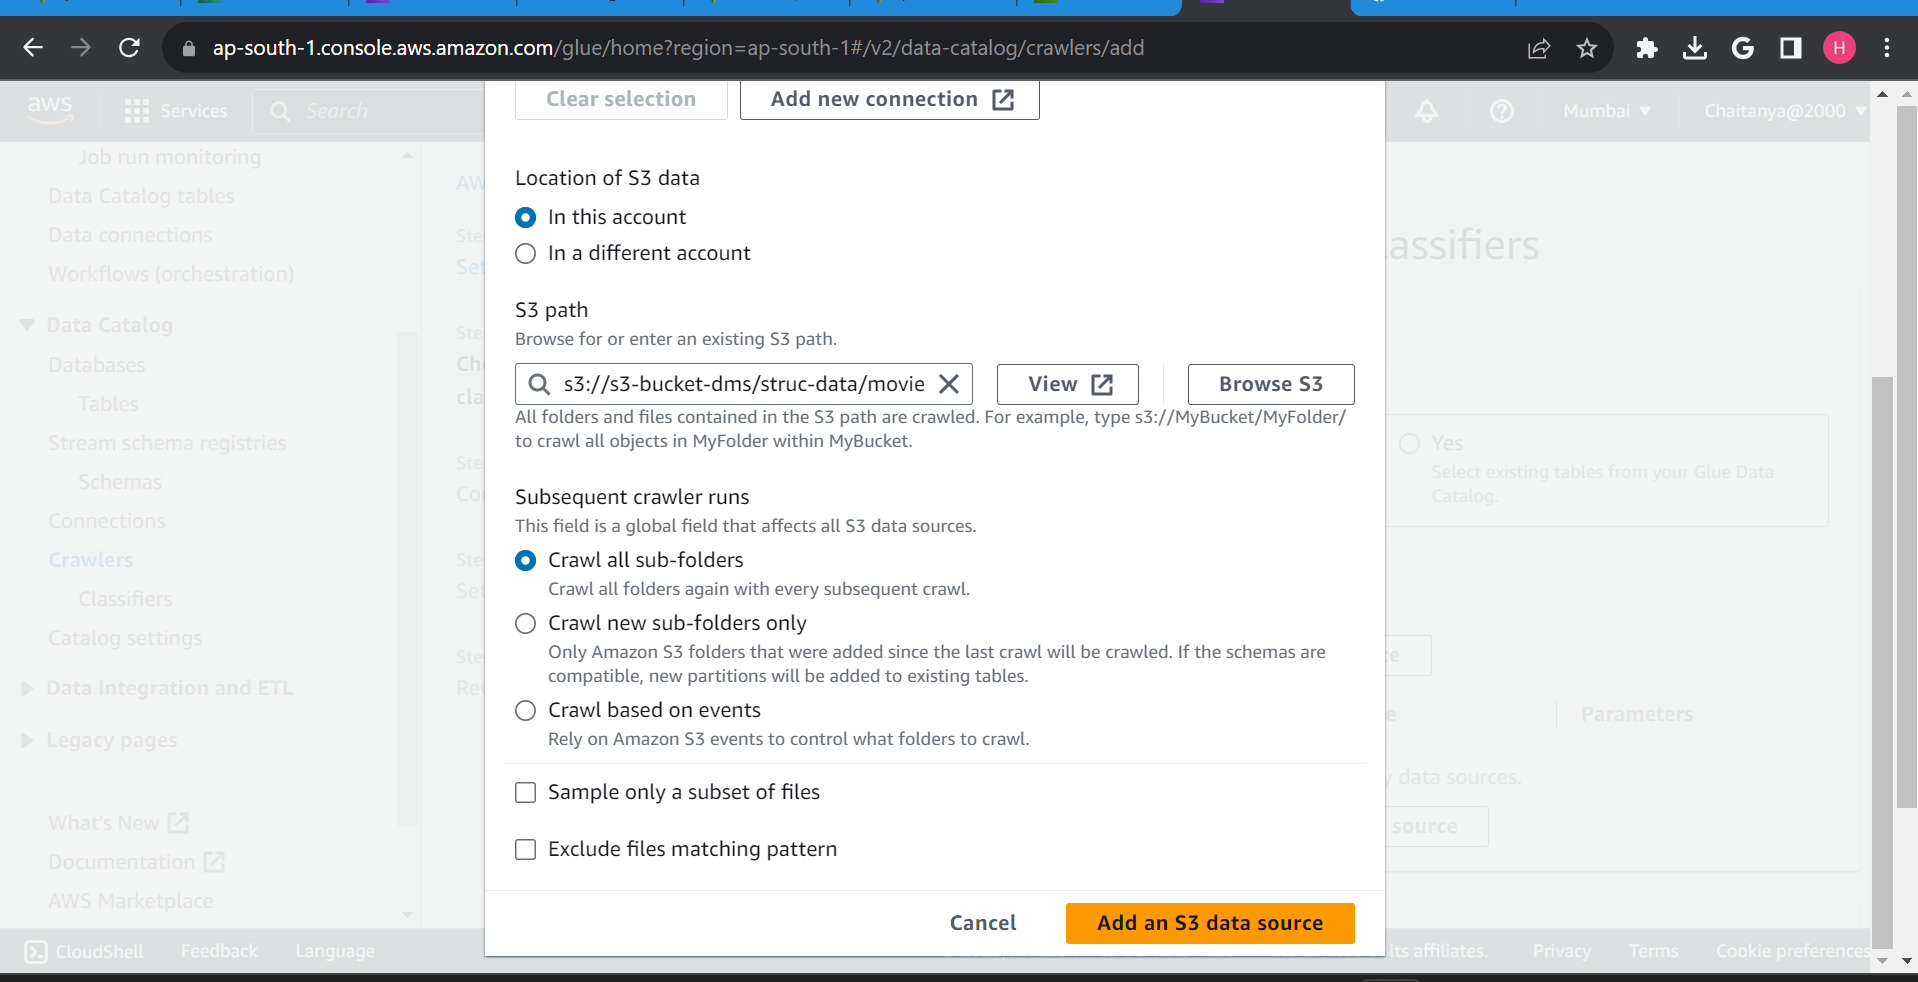 ap-south-1.console.aws.amazon.com/glue/home?region=ap-south-1#/v2/data-catalog/crawlers/add
H
aws
Services
Search
Mumbai
Chaitanya@2000
Clear selection
Add new connection
Job run monitoring
Data Catalog tables
Data connections
Workflows (orchestration)
Data Catalog
Databases
Tables
Stream schema registries
Schemas
Connections
Crawlers
Classifiers
Catalog settings
Data Integration and ETL
Legacy pages
What's New
Documentation
AWS Marketplace
Location of S3 data
In this account
In a different account
S3 path
Browse for or enter an existing S3 path.
s3://s3-bucket-dms/struc-data/movie
View
Browse S3
All folders and files contained in the S3 path are crawled. For example, type s3://MyBucket/MyFolder/
to crawl all objects in MyFolder within MyBucket.
Subsequent crawler runs
This field is a global field that affects all S3 data sources.
Crawl all sub-folders
Crawl all folders again with every subsequent crawl.
Crawl new sub-folders only
Only Amazon S3 folders that were added since the last crawl will be crawled. If the schemas are
compatible, new partitions will be added to existing tables.
Crawl based on events
Rely on Amazon S3 events to control what folders to crawl.
Sample only a subset of files
Exclude files matching pattern
Cancel
Add an S3 data source
assifiers
Yes
Select existing tables from your Glue Data
Catalog.
Parameters
data sources.
source
CloudShell
Feedback
Language
its affiliates.
Privacy
Terms
Cookie preferences